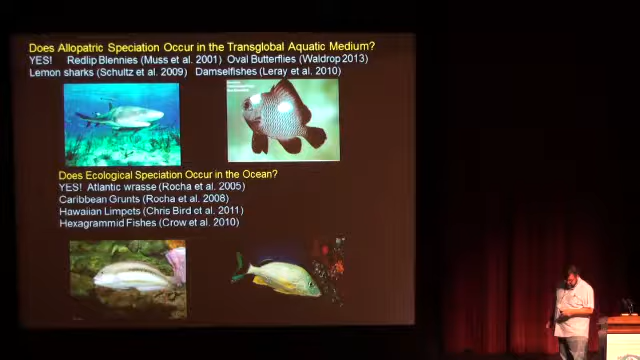 Does Allopatric Speciation Occur in the Transglobal Aquatic Medium?
YES! Redlip Blennies (Muss et al. 2001) Oval Butterflies (Waldrop 2013)
Lemon sharks (Schultz et al. 2009) Damselfishes (Leray et al. 2010)
Does Ecological Speciation Occur in the Ocean?
YES! Atlantic wrasse (Rocha et al. 2005)
Caribbean Grunts (Rocha et al. 2008)
Hawaiian Limpets (Chris Bird et al. 2011)
Hexagrammid Fishes (Crow et al. 2010)